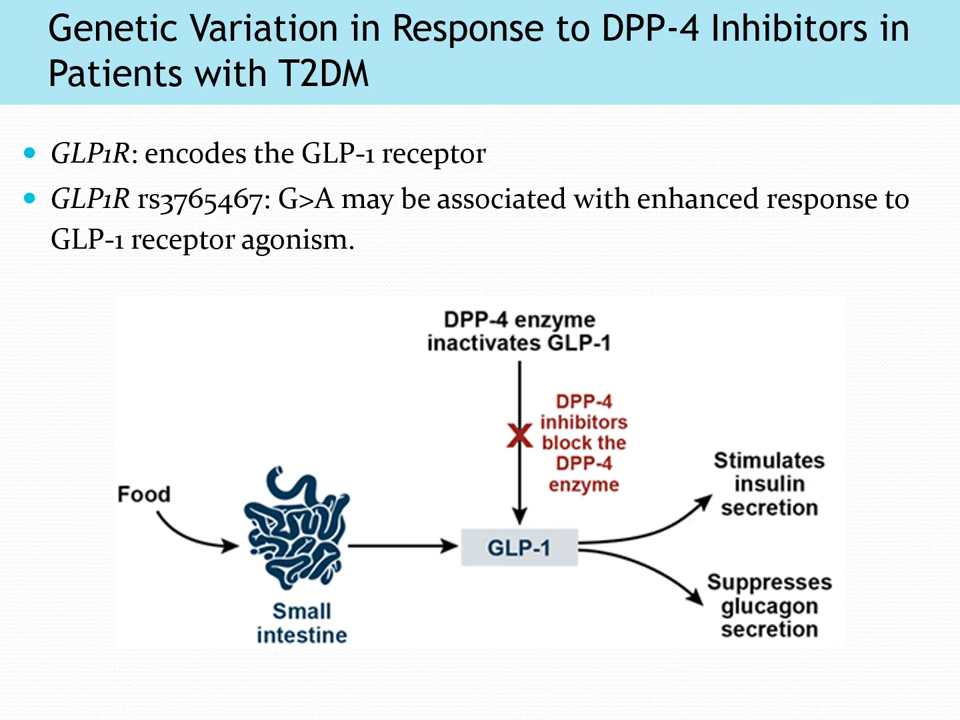 Genetic Variation in Response to DPP-4 Inhibitors in
Patients with T2DM
• GLP1R: encodes the GLP-1 receptor
• GLP1R rs3765467: G>A may be associated with enhanced response to
GLP-1 receptor agonism.
DPP-4 enzyme
inactivates GLP-1
DPP-4
inhibitors
block the
DPP-4
enzyme
Food
Small
intestine
GLP-1
Stimulates
insulin
secretion
Suppresses
glucagon
secretion